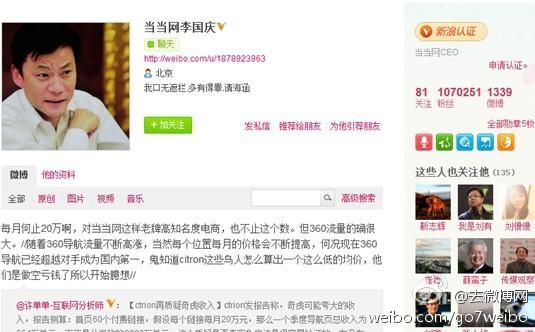 当当网李国庆
聊天
http://weibo.com/u/1878923963
北京
我口无遮拦,多有得罪,请海函
+加关注
发私信 推荐给朋友 为他引荐朋友
新浪认证
当当网CEO
申请认证»
81 1070251 1339
关注 粉丝 微博
全部勋章5枚
微博 他的资料
全部 原创 图片 视频 音乐
高级搜索
这些人也关注他 (135)
靳志辉 我是刘有 刘慢慢
每月何止20万啊，对当当网这样老牌高知名度电商，也不止这个数。但360流量的确很
大。//随着360导航流量不断高涨，当然每个位置每月的价格会不断提高，何况现在360
导航已经超越对手成为国内第一，鬼知道citron这些鸟人怎么算出一个这么低的均价，他
们是做空亏钱了所以开始臆想//
薛蛮子 传媒观察
@许单单-互联网分析师 ：【ctrion再质疑奇虎收入】ctrion发报告称，奇虎可能夸大的收
入，报告测算：首页60个付费链接，假设每个链接每月20万元，那么一个季度导航页收入为
@去微博网
weibo.com/go7weibo